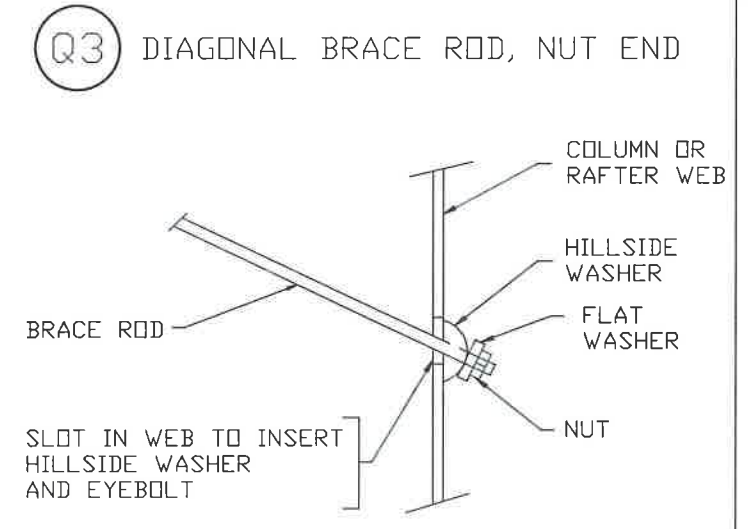 Q3 DIAGONAL BRACE ROD, NUT END
COLUMN OR
RAFTER WEB
HILLSIDE
WASHER
FLAT
WASHER
BRACE ROD
NUT
SLOT IN WEB TO INSERT
HILLSIDE WASHER
AND EYEBOLT